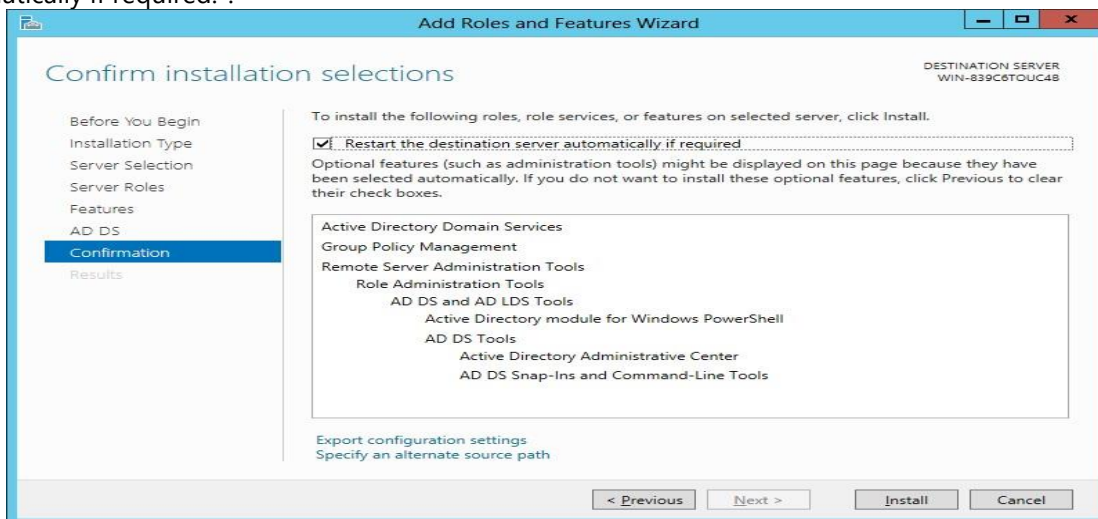 atically if required. .
Add Roles and Features Wizard
Confirm installation selections
DESTINATION SERVER
WIN-839C6TOUC4B
Before You Begin
Installation Type
Server Selection
Server Roles
Features
AD DS
Confirmation
Results
To install the following roles, role services, or features on selected server, click Install.
Restart the destination server automatically if required
Optional features (such as administration tools) might be displayed on this page because they have
been selected automatically. If you do not want to install these optional features, click Previous to clear
their check boxes.
Active Directory Domain Services
Group Policy Management
Remote Server Administration Tools
Role Administration Tools
AD DS and AD LDS Tools
Active Directory module for Windows PowerShell
AD DS Tools
Active Directory Administrative Center
AD DS Snap-Ins and Command-Line Tools
Export configuration settings
Specify an alternate source path
< Previous
Next >
Install
Cancel